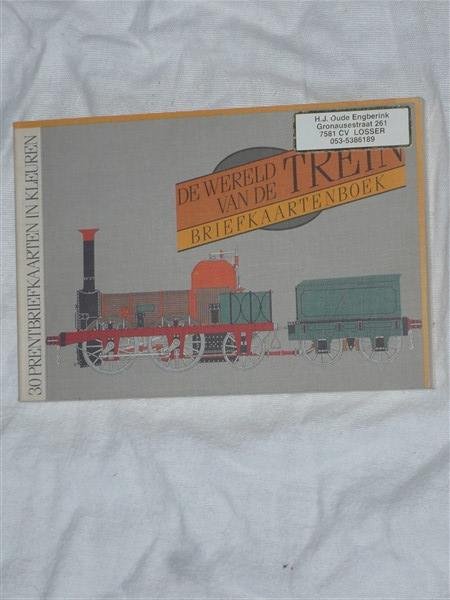 H.J. Oude Engberink
Gronausestraat 261
7581 CV LOSSER
053-5386189
DE WERELD
VAN DE TREIN
BRIEFKAARTENBOEK
30 PRENTBRIEFKAARTEN IN KLEUREN